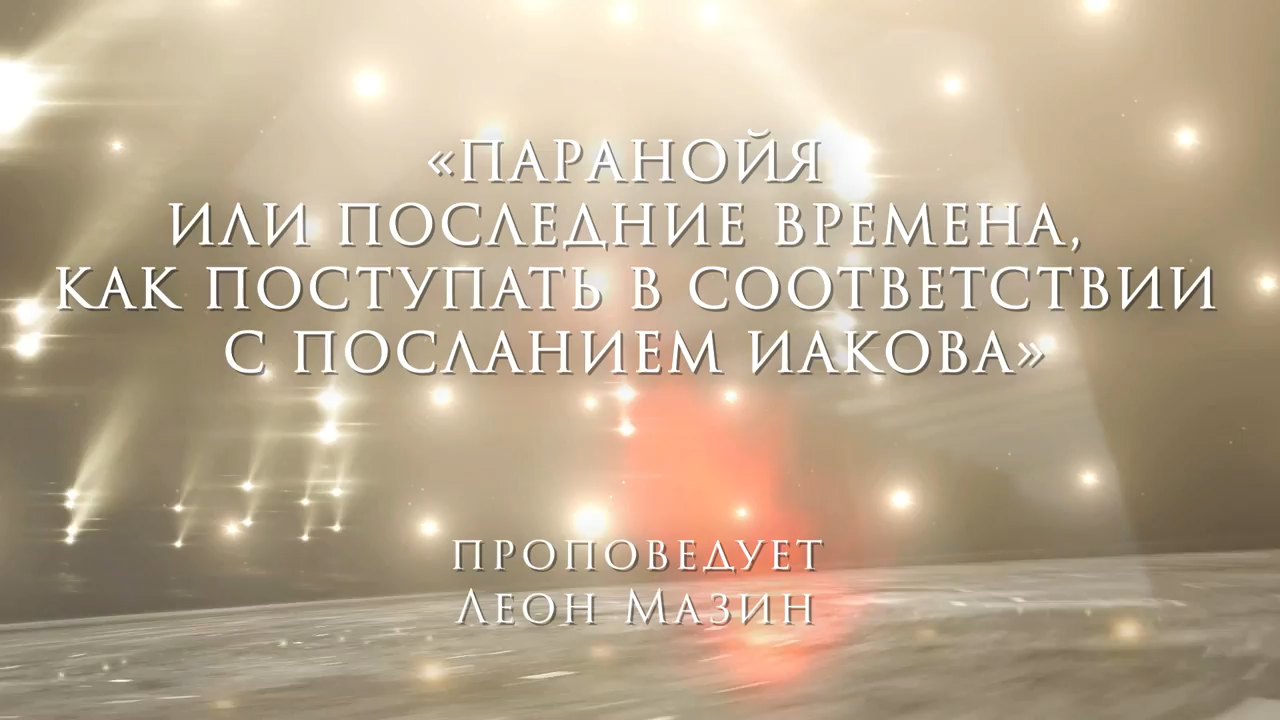 «ПАРАНОЙЯ
ИЛИ ПОСЛЕДНИЕ ВРЕМЕНА,
КАК ПОСТУПАТЬ В СООТВЕТСТВИИ
С ПОСЛАНИЕМ ИАКОВА»
ПРОПОВЕДУЕТ
ЛЕОН МАЗИН